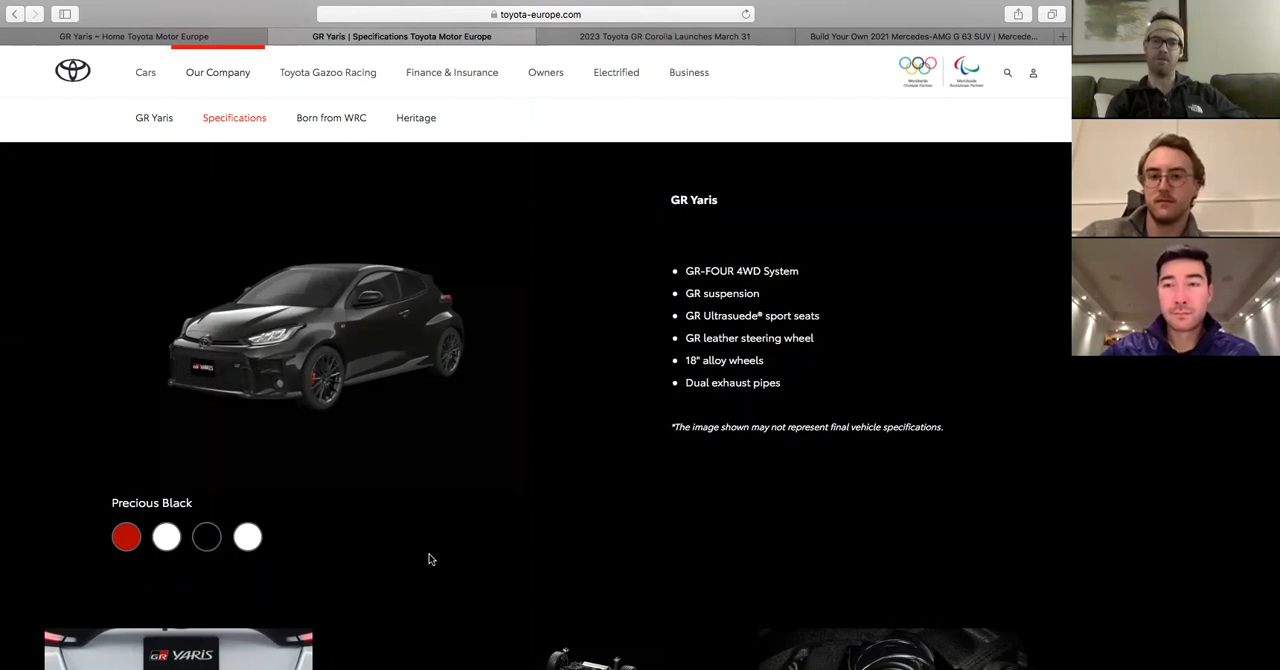 toyota-europe.com
GR Yaris – Home Toyota Motor Europe
GR Yaris | Specifications Toyota Motor Europe
2023 Toyota GR Corolla Launches March 31
Build Your Own 2021 Mercedes-AMG G 63 SUV | Mercede...
Cars
Our Company
Toyota Gazoo Racing
Finance & Insurance
Owners
Electrified
Business
GR Yaris
Specifications
Born from WRC
Heritage
GR Yaris
GR-FOUR 4WD System
GR suspension
GR Ultrasuede® sport seats
GR leather steering wheel
18" alloy wheels
Dual exhaust pipes
*The image shown may not represent final vehicle specifications.
GR YARIS
Precious Black
GR YARIS